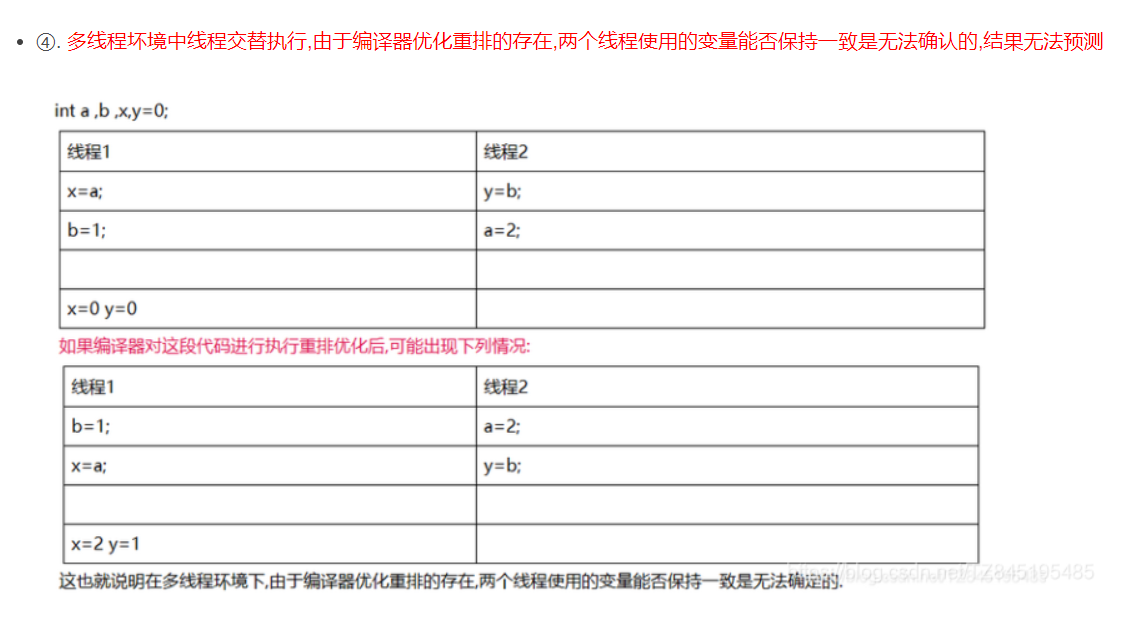 ④. 多线程坏境中线程交替执行,由于编译器优化重排的存在,两个线程使用的变量能否保持一致是无法确认的,结果无法预测
int a ,b ,x,y=0;
线程1 线程2
x=a; y=b;
b=1; a=2;
x=0 y=0
如果编译器对这段代码进行执行重排优化后,可能出现下列情况:
线程1 线程2
b=1; a=2;
x=a; y=b;
x=2 y=1
这也就说明在多线程环境下,由于编译器优化重排的存在,两个线程使用的变量能否保持一致是无法确定的.